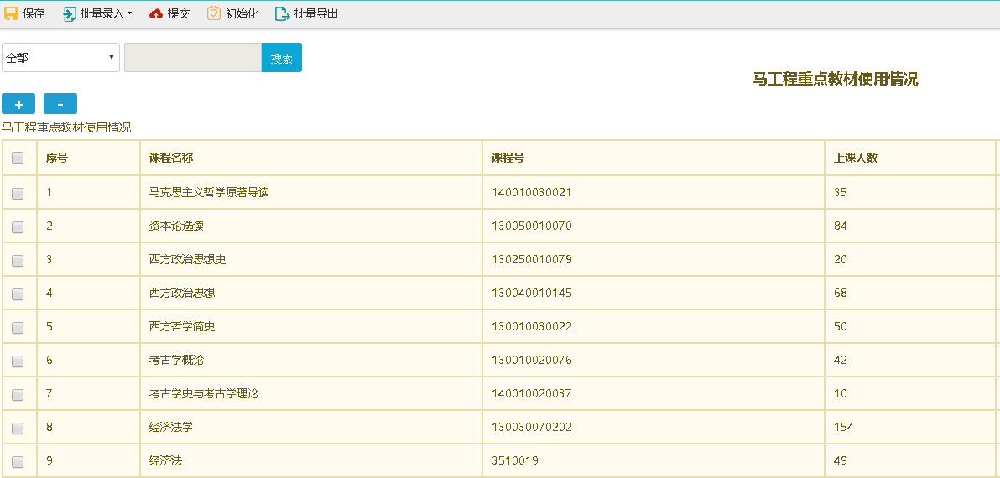 保存 批量录入 提交 初始化 批量导出
全部 搜索
马工程重点教材使用情况
+ -
马工程重点教材使用情况
序号 课程名称 课程号 上课人数
1 马克思主义哲学原著导读 140010030021 35
2 资本论选读 130050010070 84
3 西方政治思想史 130250010079 20
4 西方政治思想 130040010145 68
5 西方哲学简史 130010030022 50
6 考古学概论 130010020076 42
7 考古学史与考古学理论 140010020037 10
8 经济法学 130030070202 154
9 经济法 3510019 49